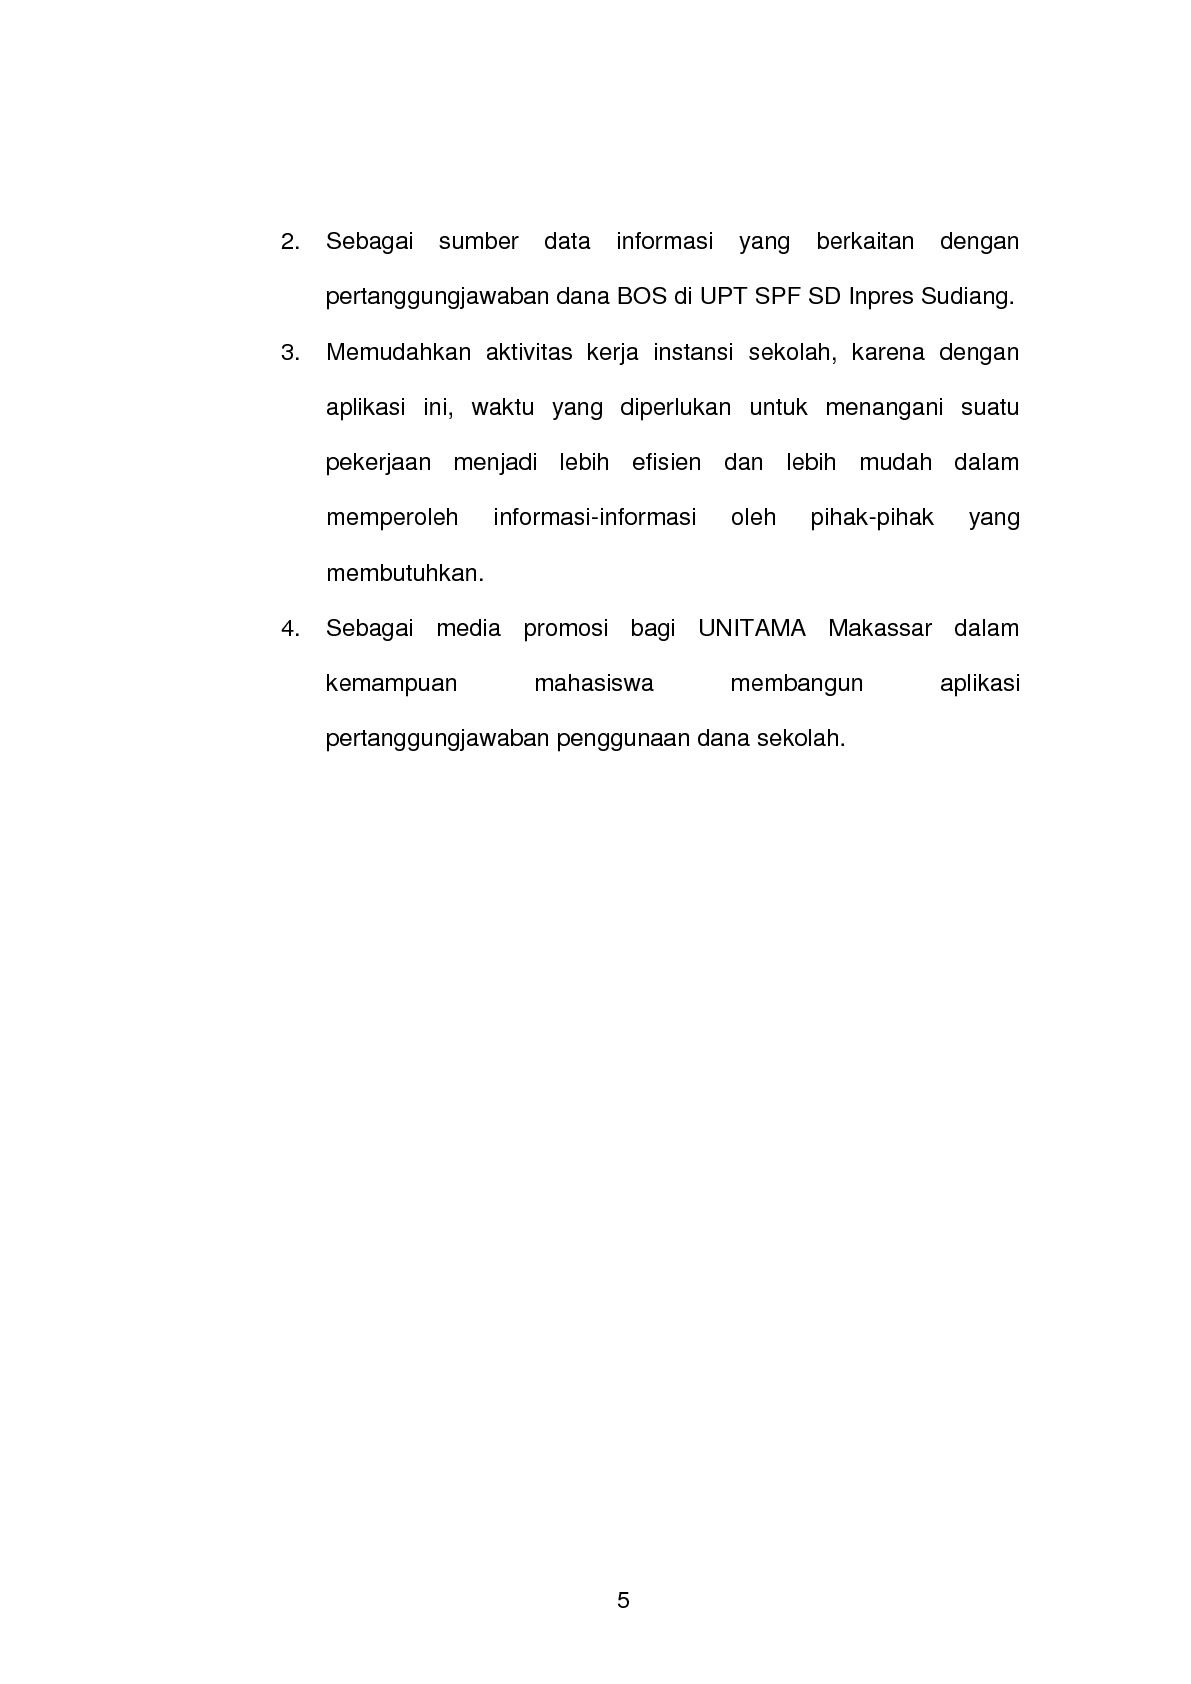 2. Sebagai sumber data informasi yang berkaitan dengan
pertanggungjawaban dana BOS di UPT SPF SD Inpres Sudiang.
3. Memudahkan aktivitas kerja instansi sekolah, karena dengan
aplikasi ini, waktu yang diperlukan untuk menangani suatu
pekerjaan menjadi lebih efisien dan lebih mudah dalam
memperoleh informasi-informasi oleh pihak-pihak yang
membutuhkan.
4. Sebagai media promosi bagi UNITAMA Makassar dalam
kemampuan mahasiswa membangun aplikasi
pertanggungjawaban penggunaan dana sekolah.
5